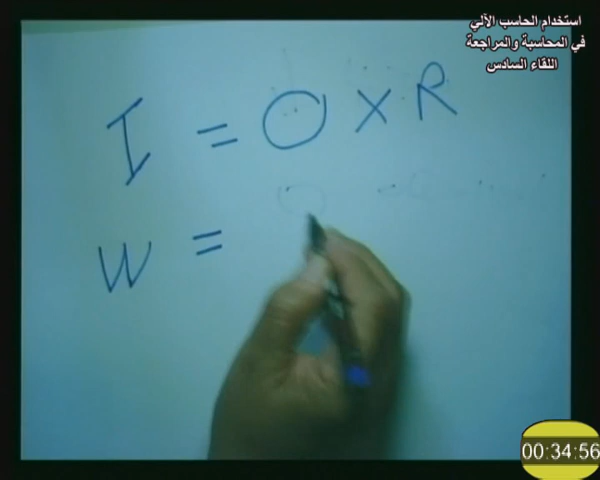 استخدام الحاسب الآلي
في المحاسبة والمراجعة
اللقاء السادس
I = O × R
W =
00:34:56